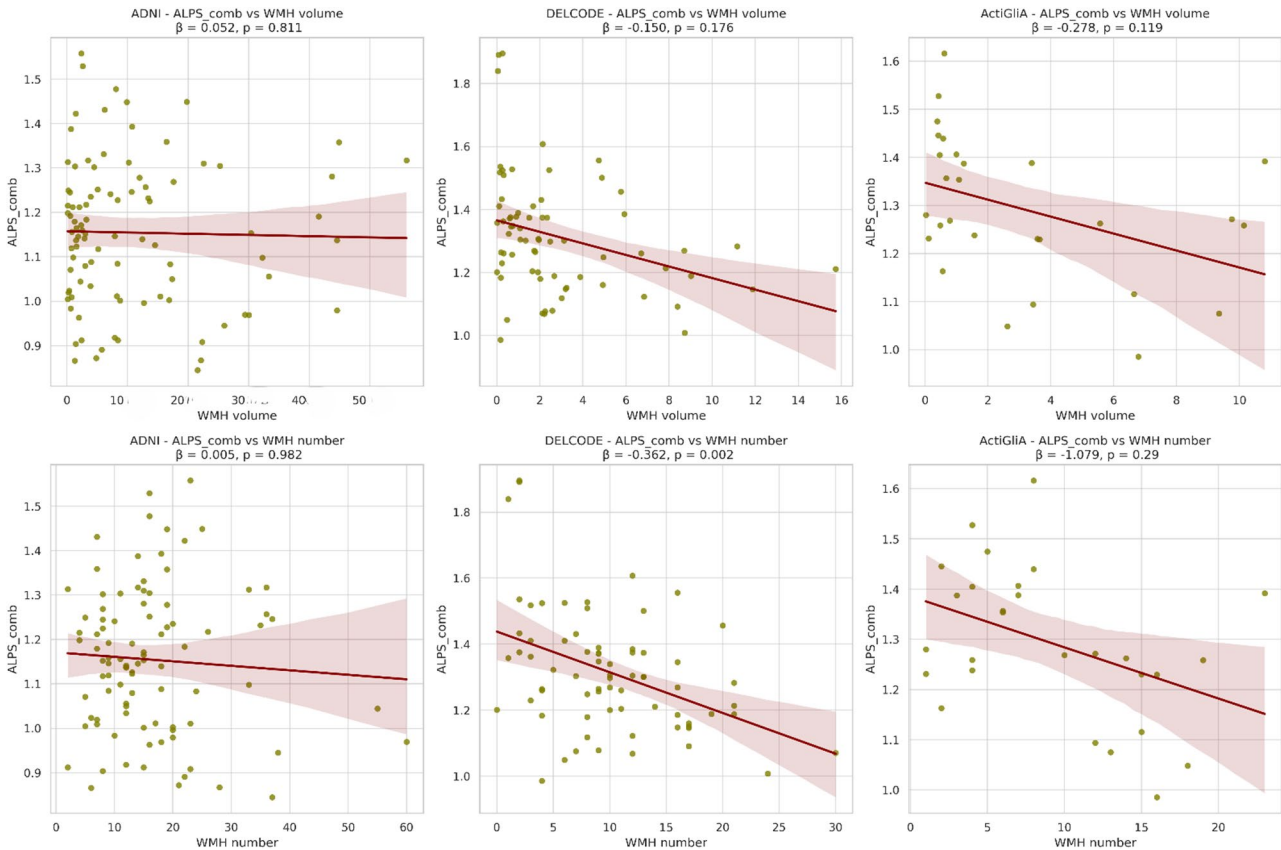 ADNI - ALPS_comb vs WMH volume
β = 0.052, p = 0.811
ALPS_comb
1.5
1.4
1.3
1.2
1.1
1.0
0.9
0 10 20 30 40 50
WMH volume
DELCODE - ALPS_comb vs WMH volume
β = -0.150, p = 0.176
ALPS_comb
1.8
1.6
1.4
1.2
1.0
0 2 4 6 8 10 12 14 16
WMH volume
ActiGliA - ALPS_comb vs WMH volume
β = -0.278, p = 0.119
ALPS_comb
1.6
1.5
1.4
1.3
1.2
1.1
1.0
0 2 4 6 8 10
WMH volume
ADNI - ALPS_comb vs WMH number
β = 0.005, p = 0.982
ALPS_comb
1.5
1.4
1.3
1.2
1.1
1.0
0.9
0 10 20 30 40 50 60
WMH number
DELCODE - ALPS_comb vs WMH number
β = -0.362, p = 0.002
ALPS_comb
1.8
1.6
1.4
1.2
1.0
0 5 10 15 20 25 30
WMH number
ActiGliA - ALPS_comb vs WMH number
β = -1.079, p = 0.29
ALPS_comb
1.6
1.5
1.4
1.3
1.2
1.1
1.0
0 5 10 15 20
WMH number